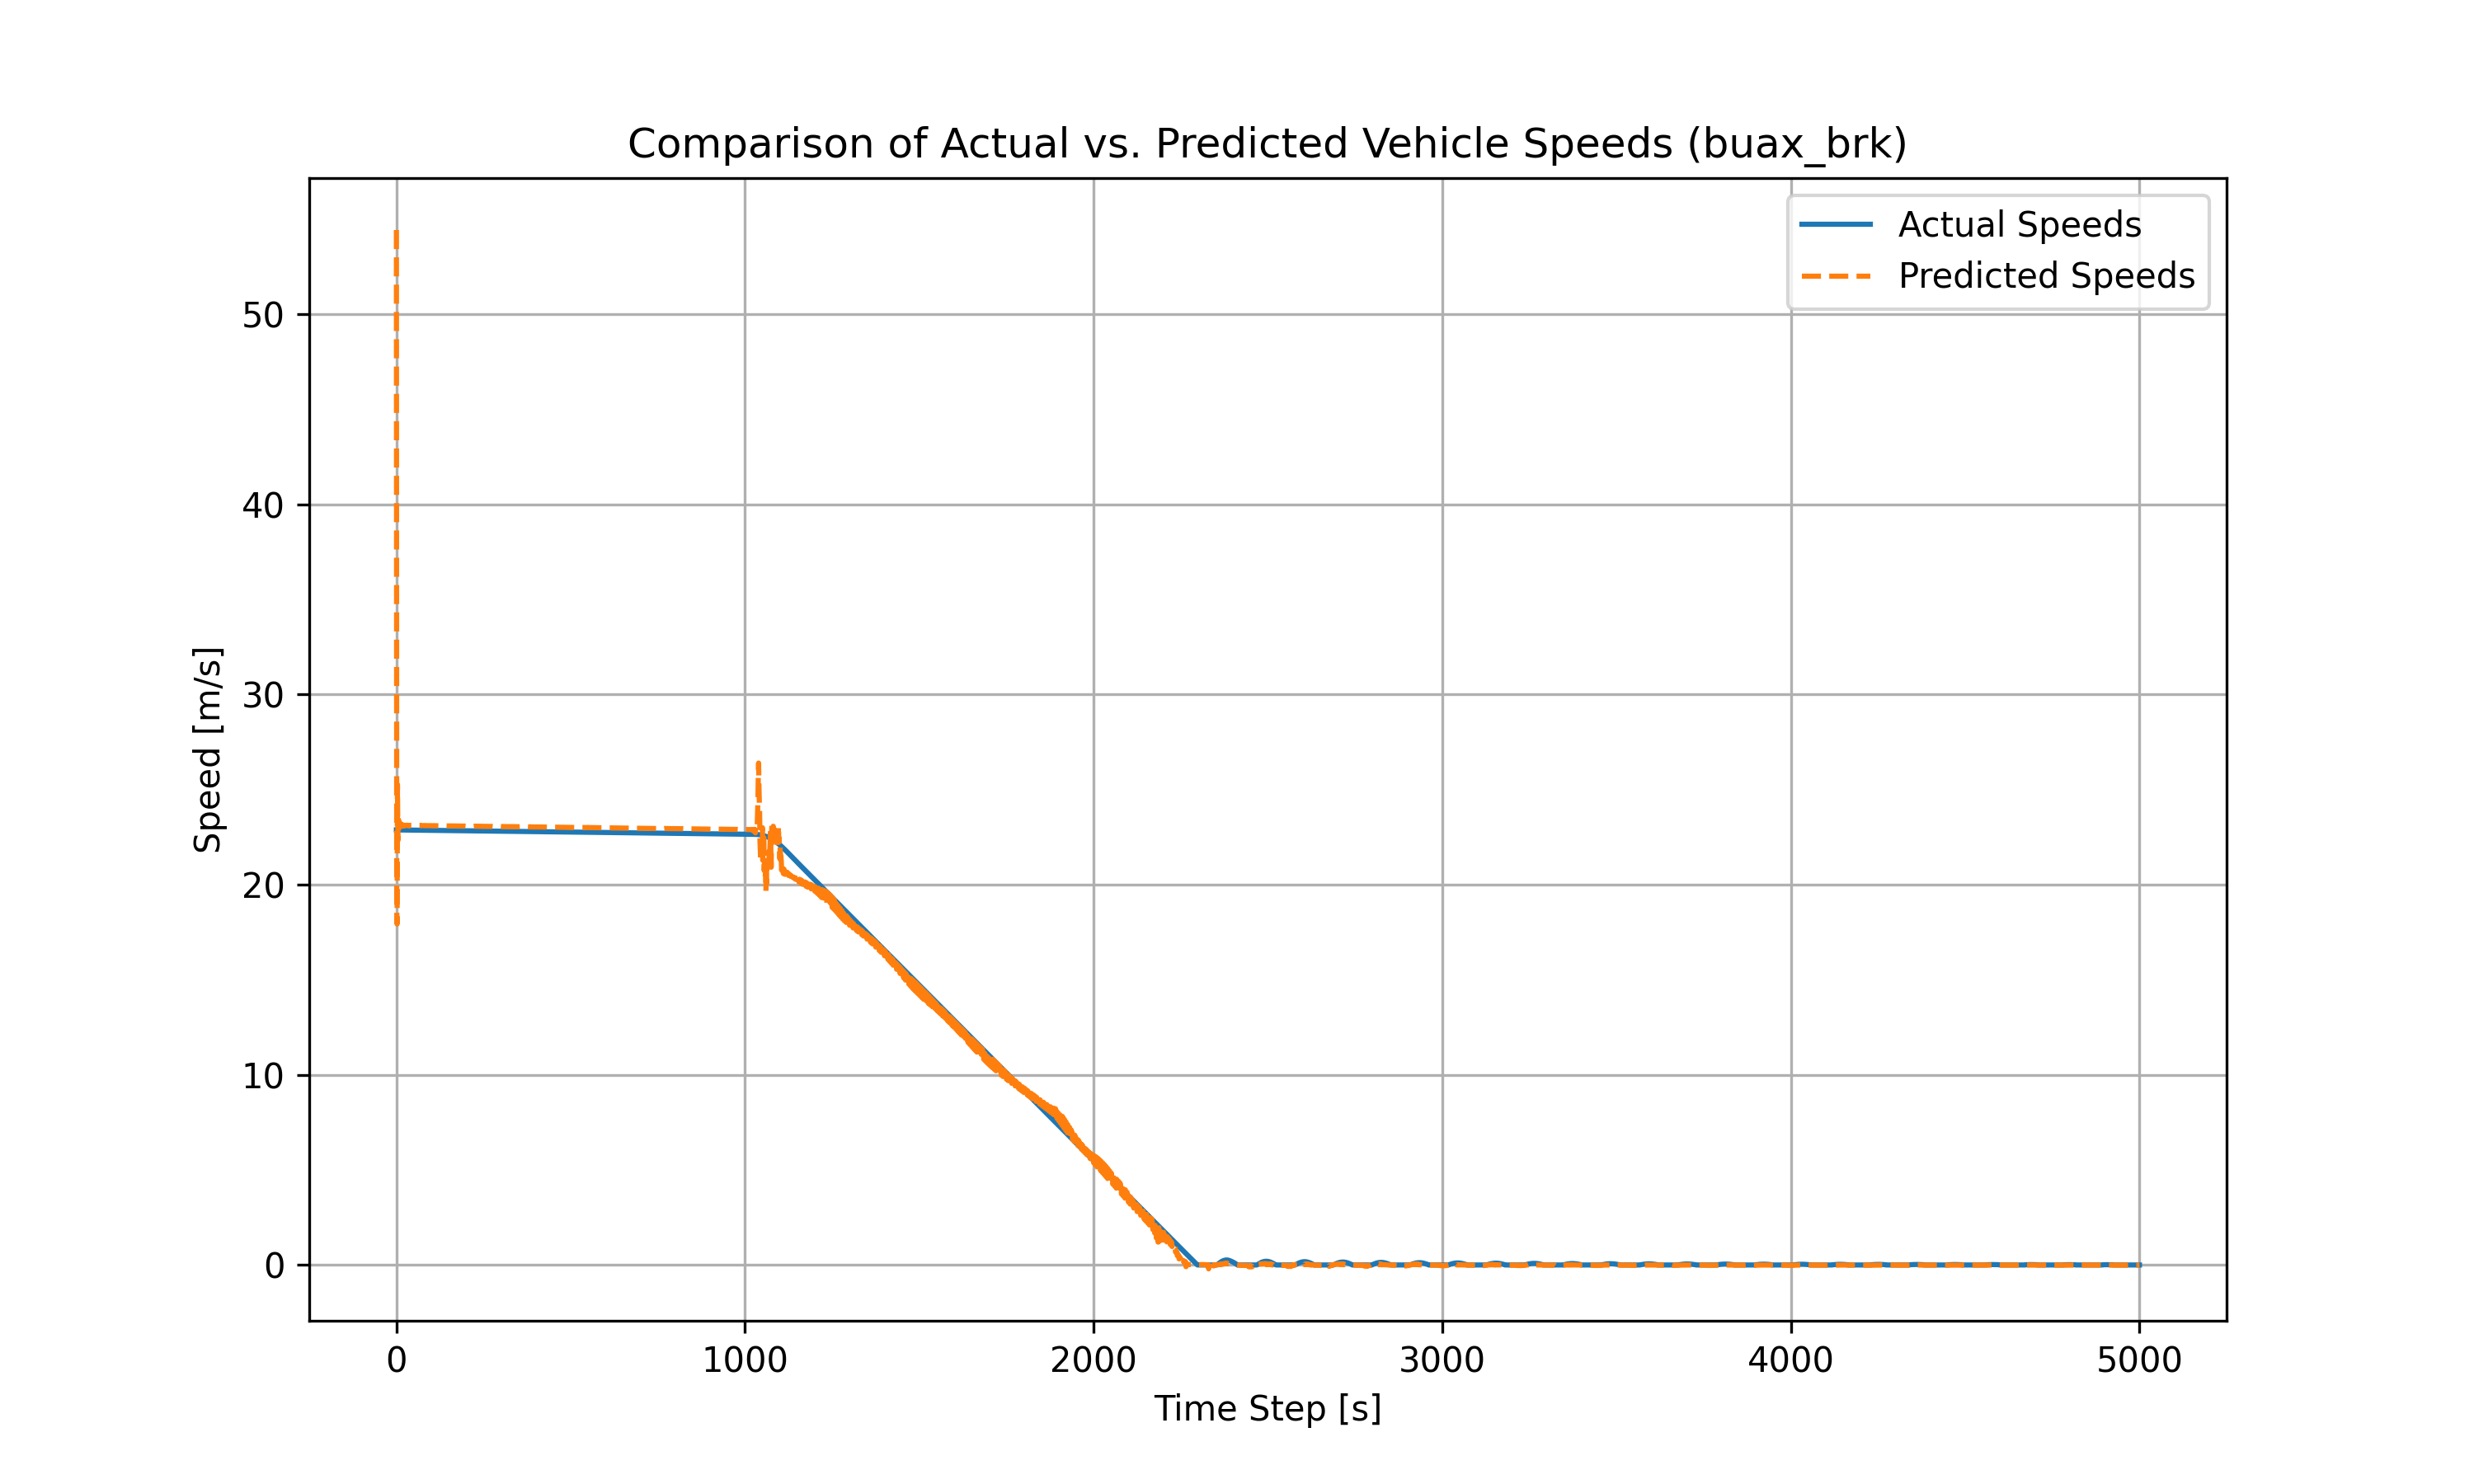 Comparison of Actual vs. Predicted Vehicle Speeds (buax_brk)
Actual Speeds
Predicted Speeds
50
40
30
20
10
0
Speed [m/s]
0 1000 2000 3000 4000 5000
Time Step [s]